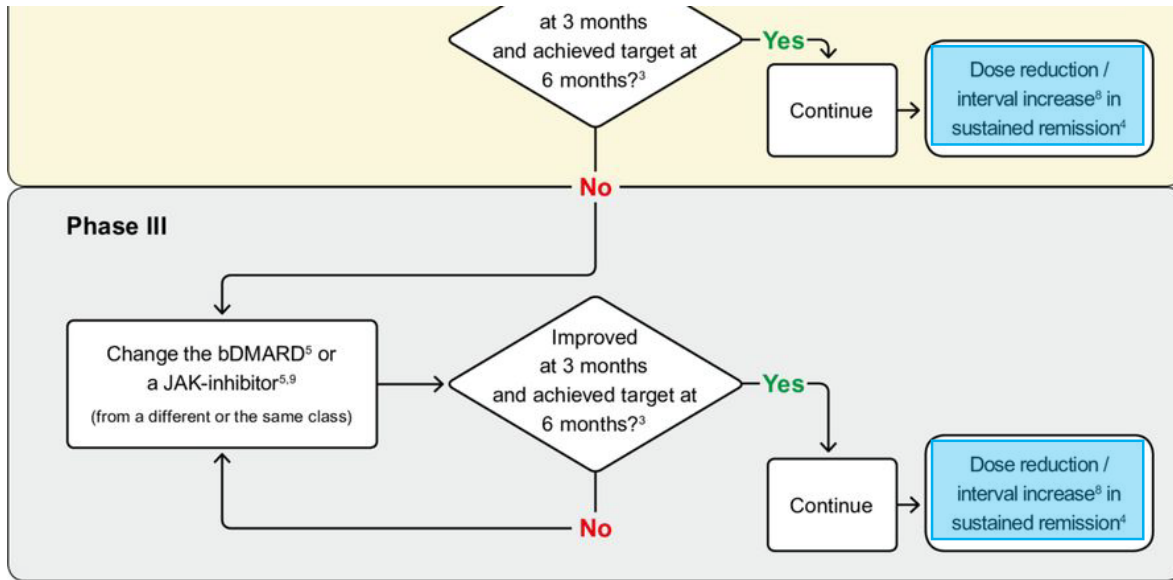 at 3 months
and achieved target at
6 months?³
Yes
Continue
Dose reduction /
interval increase⁸ in
sustained remission⁴
No
Phase III
Change the bDMARD⁵ or
a JAK-inhibitor⁵,⁹
(from a different or the same class)
Improved
at 3 months
and achieved target at
6 months?³
Yes
Continue
Dose reduction /
interval increase⁸ in
sustained remission⁴
No